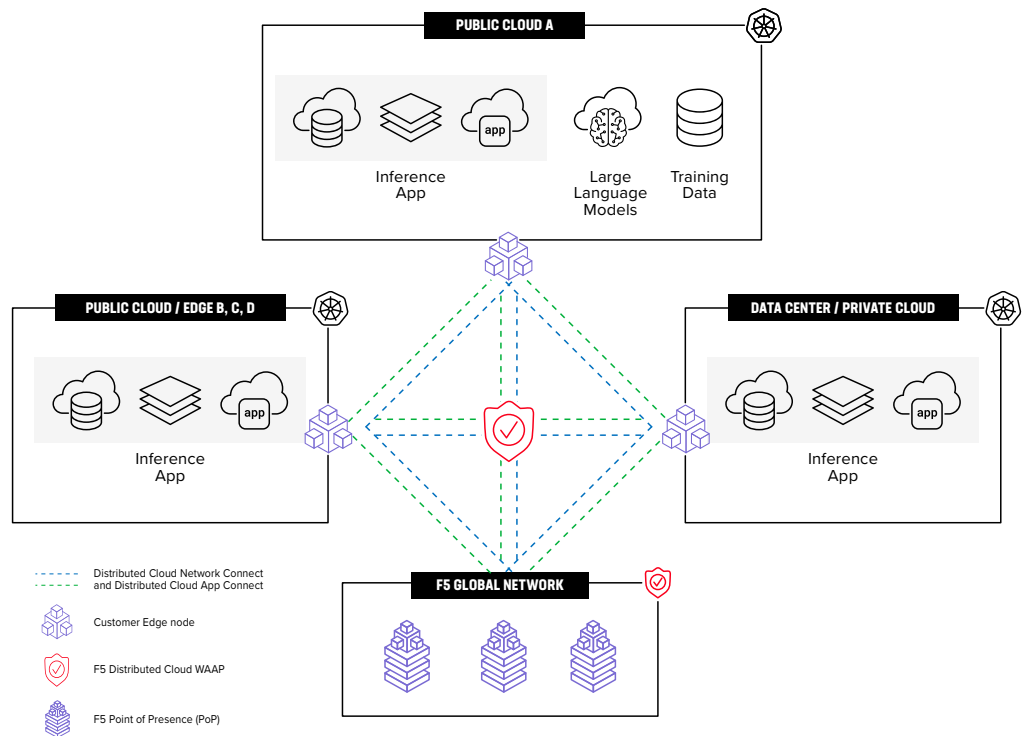 PUBLIC CLOUD A
app
Inference
App
Large
Language
Models
Training
Data
PUBLIC CLOUD / EDGE B, C, D
app
Inference
App
DATA CENTER / PRIVATE CLOUD
app
Inference
App
F5 GLOBAL NETWORK
Distributed Cloud Network Connect
and Distributed Cloud App Connect
Customer Edge node
F5 Distributed Cloud WAAP
F5 Point of Presence (PoP)